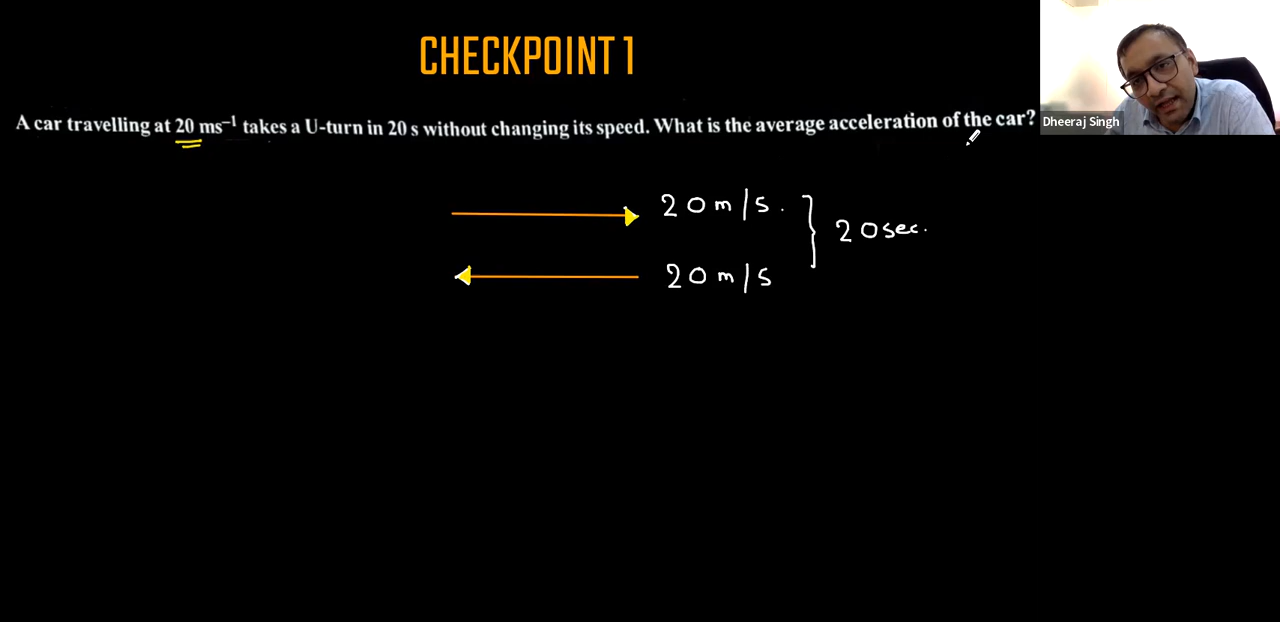 CHECKPOINT 1
A car travelling at 20 ms⁻¹ takes a U-turn in 20 s without changing its speed. What is the average acceleration of the car?
Dheeraj Singh
20 m/s.
20 sec.
20 m/s